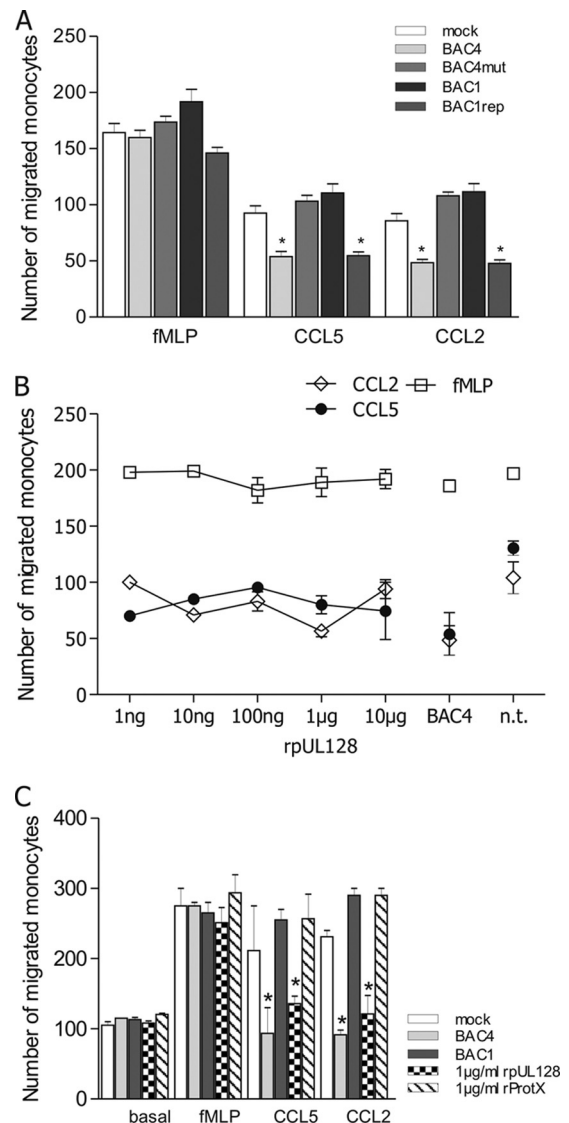 A
mock
BAC4
BAC4mut
BAC1
BAC1rep
Number of migrated monocytes
250
200
150
100
50
0
*
*
*
*
fMLP
CCL5
CCL2
B
CCL2
fMLP
CCL5
Number of migrated monocytes
250
200
150
100
50
0
1ng
10ng
100ng
1µg
10µg
BAC4
n.t.
rpUL128
C
Number of migrated monocytes
400
300
200
100
0
*
*
*
*
basal
fMLP
CCL5
CCL2
mock
BAC4
BAC1
1µg/ml rpUL128
1µg/ml rProtX